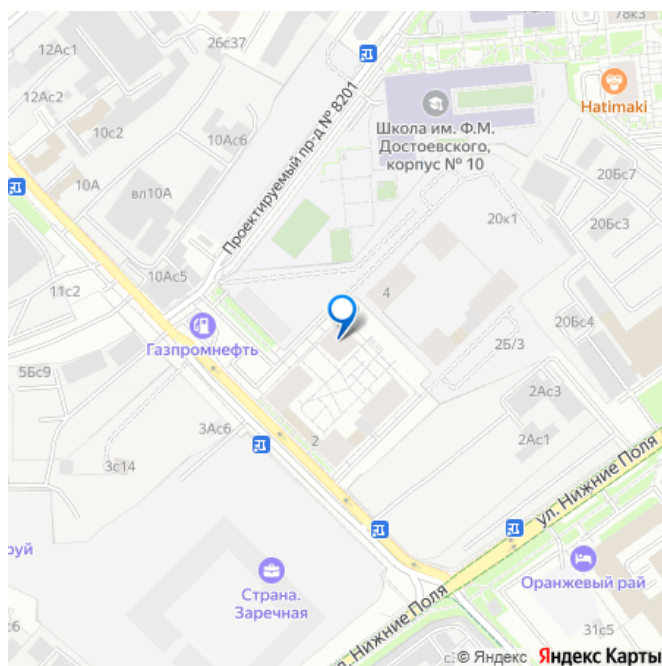 78к3
26с37
12Ас1
Hatimaki
12Ас2
Школа им. Ф.М.
Достоевского,
корпус № 10
10с2
10Ас6
Проектируемый пр-д № 8201
10А
вл10А
20Бс7
20к1
20Бс3
10Ас5
11с2
4
Газпромнефть
20Бс4
2Б/3
5Бс9
2Ас3
3Ас6
2
2Ас1
3с14
ул. Нижние Поля
руй
Страна.
Заречная
Оранжевый рай
ул. Нижние Поля
31с5
с6
© Яндекс Яндекс Карты